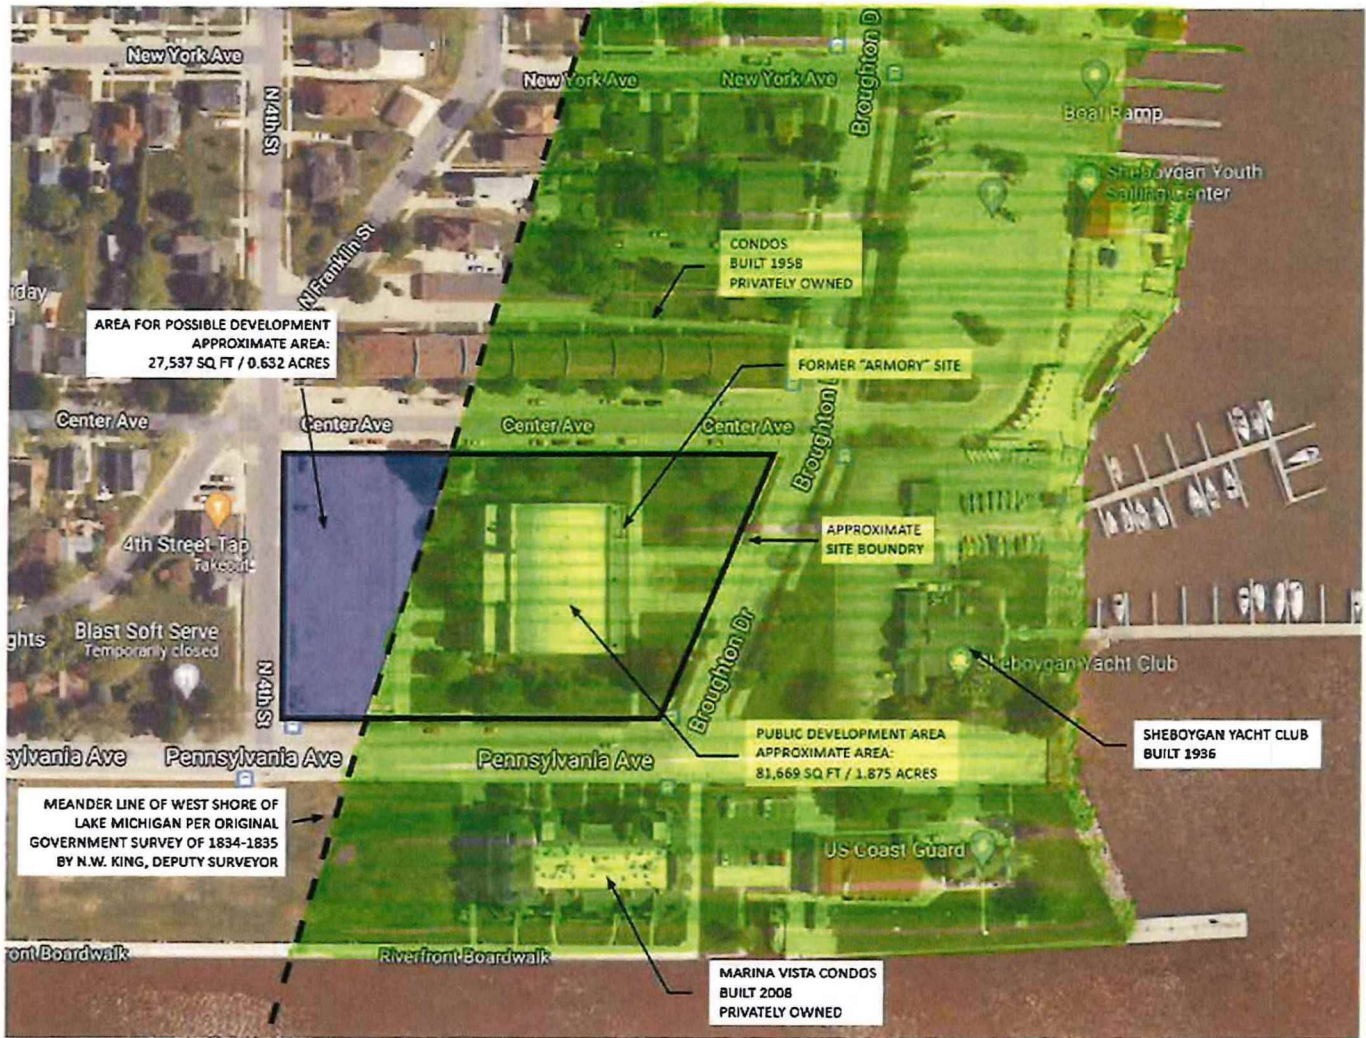 New York Ave
New York Ave
New York Ave
Broughton D
N 4th St
Boat Ramp
Sheboygan Youth
Sailing Center
N Franklin St
CONDOS
BUILT 1958
PRIVATELY OWNED
rday
AREA FOR POSSIBLE DEVELOPMENT
APPROXIMATE AREA:
27,537 SQ FT / 0.632 ACRES
FORMER "ARMORY" SITE
Center Ave
Center Ave
Center Ave
Center Ave
Broughton
4th Street Tap
Takeout
APPROXIMATE
SITE BOUNDRY
ghts
Blast Soft Serve
Temporarily closed
N 4th St
Broughton Dr
Sheboygan Yacht Club
sylvania Ave
Pennsylvania Ave
Pennsylvania Ave
PUBLIC DEVELOPMENT AREA
APPROXIMATE AREA:
81,669 SQ FT / 1.875 ACRES
SHEBOYGAN YACHT CLUB
BUILT 1936
MEANDER LINE OF WEST SHORE OF
LAKE MICHIGAN PER ORIGINAL
GOVERNMENT SURVEY OF 1834-1835
BY N.W. KING, DEPUTY SURVEYOR
US Coast Guard
ront Boardwalk
Riverfront Boardwalk
MARINA VISTA CONDOS
BUILT 2008
PRIVATELY OWNED